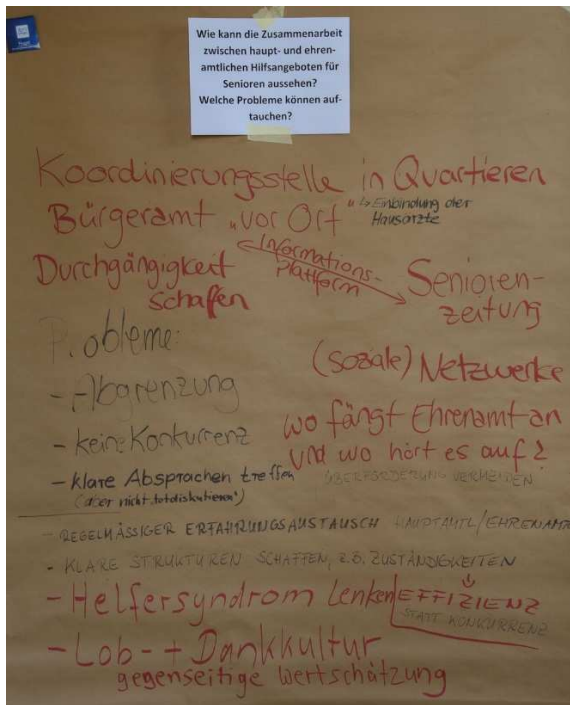 Wie kann die Zusammenarbeit
zwischen haupt- und ehren-
amtlichen Hilfsangeboten für
Senioren aussehen?
Welche Probleme können auf-
tauchen?
Koordinierungsstelle in Quartieren
Bürgeramt „vor Ort"
↳ Einbindung der
Hausärzte
Informations-
Plattform
Durchgängigkeit
schaffen
Senioren-
zeitung
Probleme:
(soziale) Netzwerke
- Abgrenzung
- keine Konkurrenz
wo fängt Ehrenamt an
und wo hört es auf?
- klare Absprachen treffen
(aber nicht „totdiskutieren")
ÜBERFORDERUNG VERMEIDEN
- REGELMÄSSIGER ERFAHRUNGSAUSTAUSCH HAUPTAMTL/EHRENAMT
- KLARE STRUKTUREN SCHAFFEN, Z.B. ZUSTÄNDIGKEITEN
- Helfersyndrom lenken
EFFIZIENZ
STATT KONKURRENZ
- Lob- + Dankkultur
gegenseitige Wertschätzung